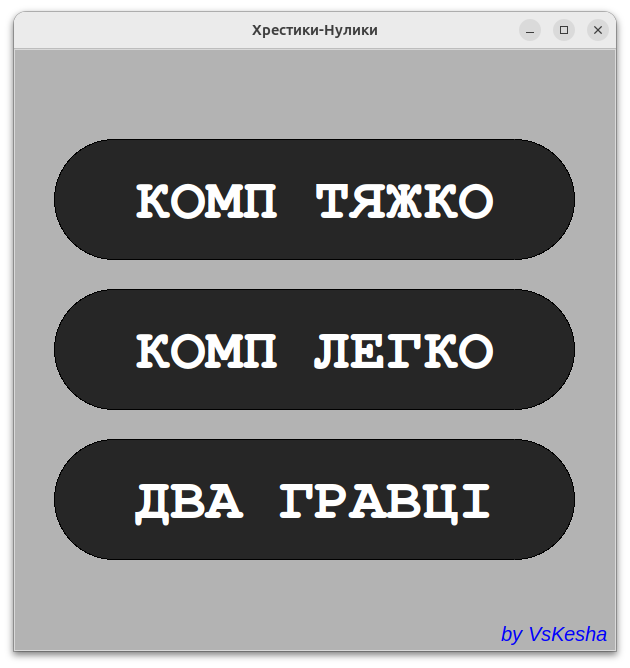 Хрестики-Нулики
КОМП ТЯЖКО
КОМП ЛЕГКО
ДВА ГРАВЦІ
by VsKesha